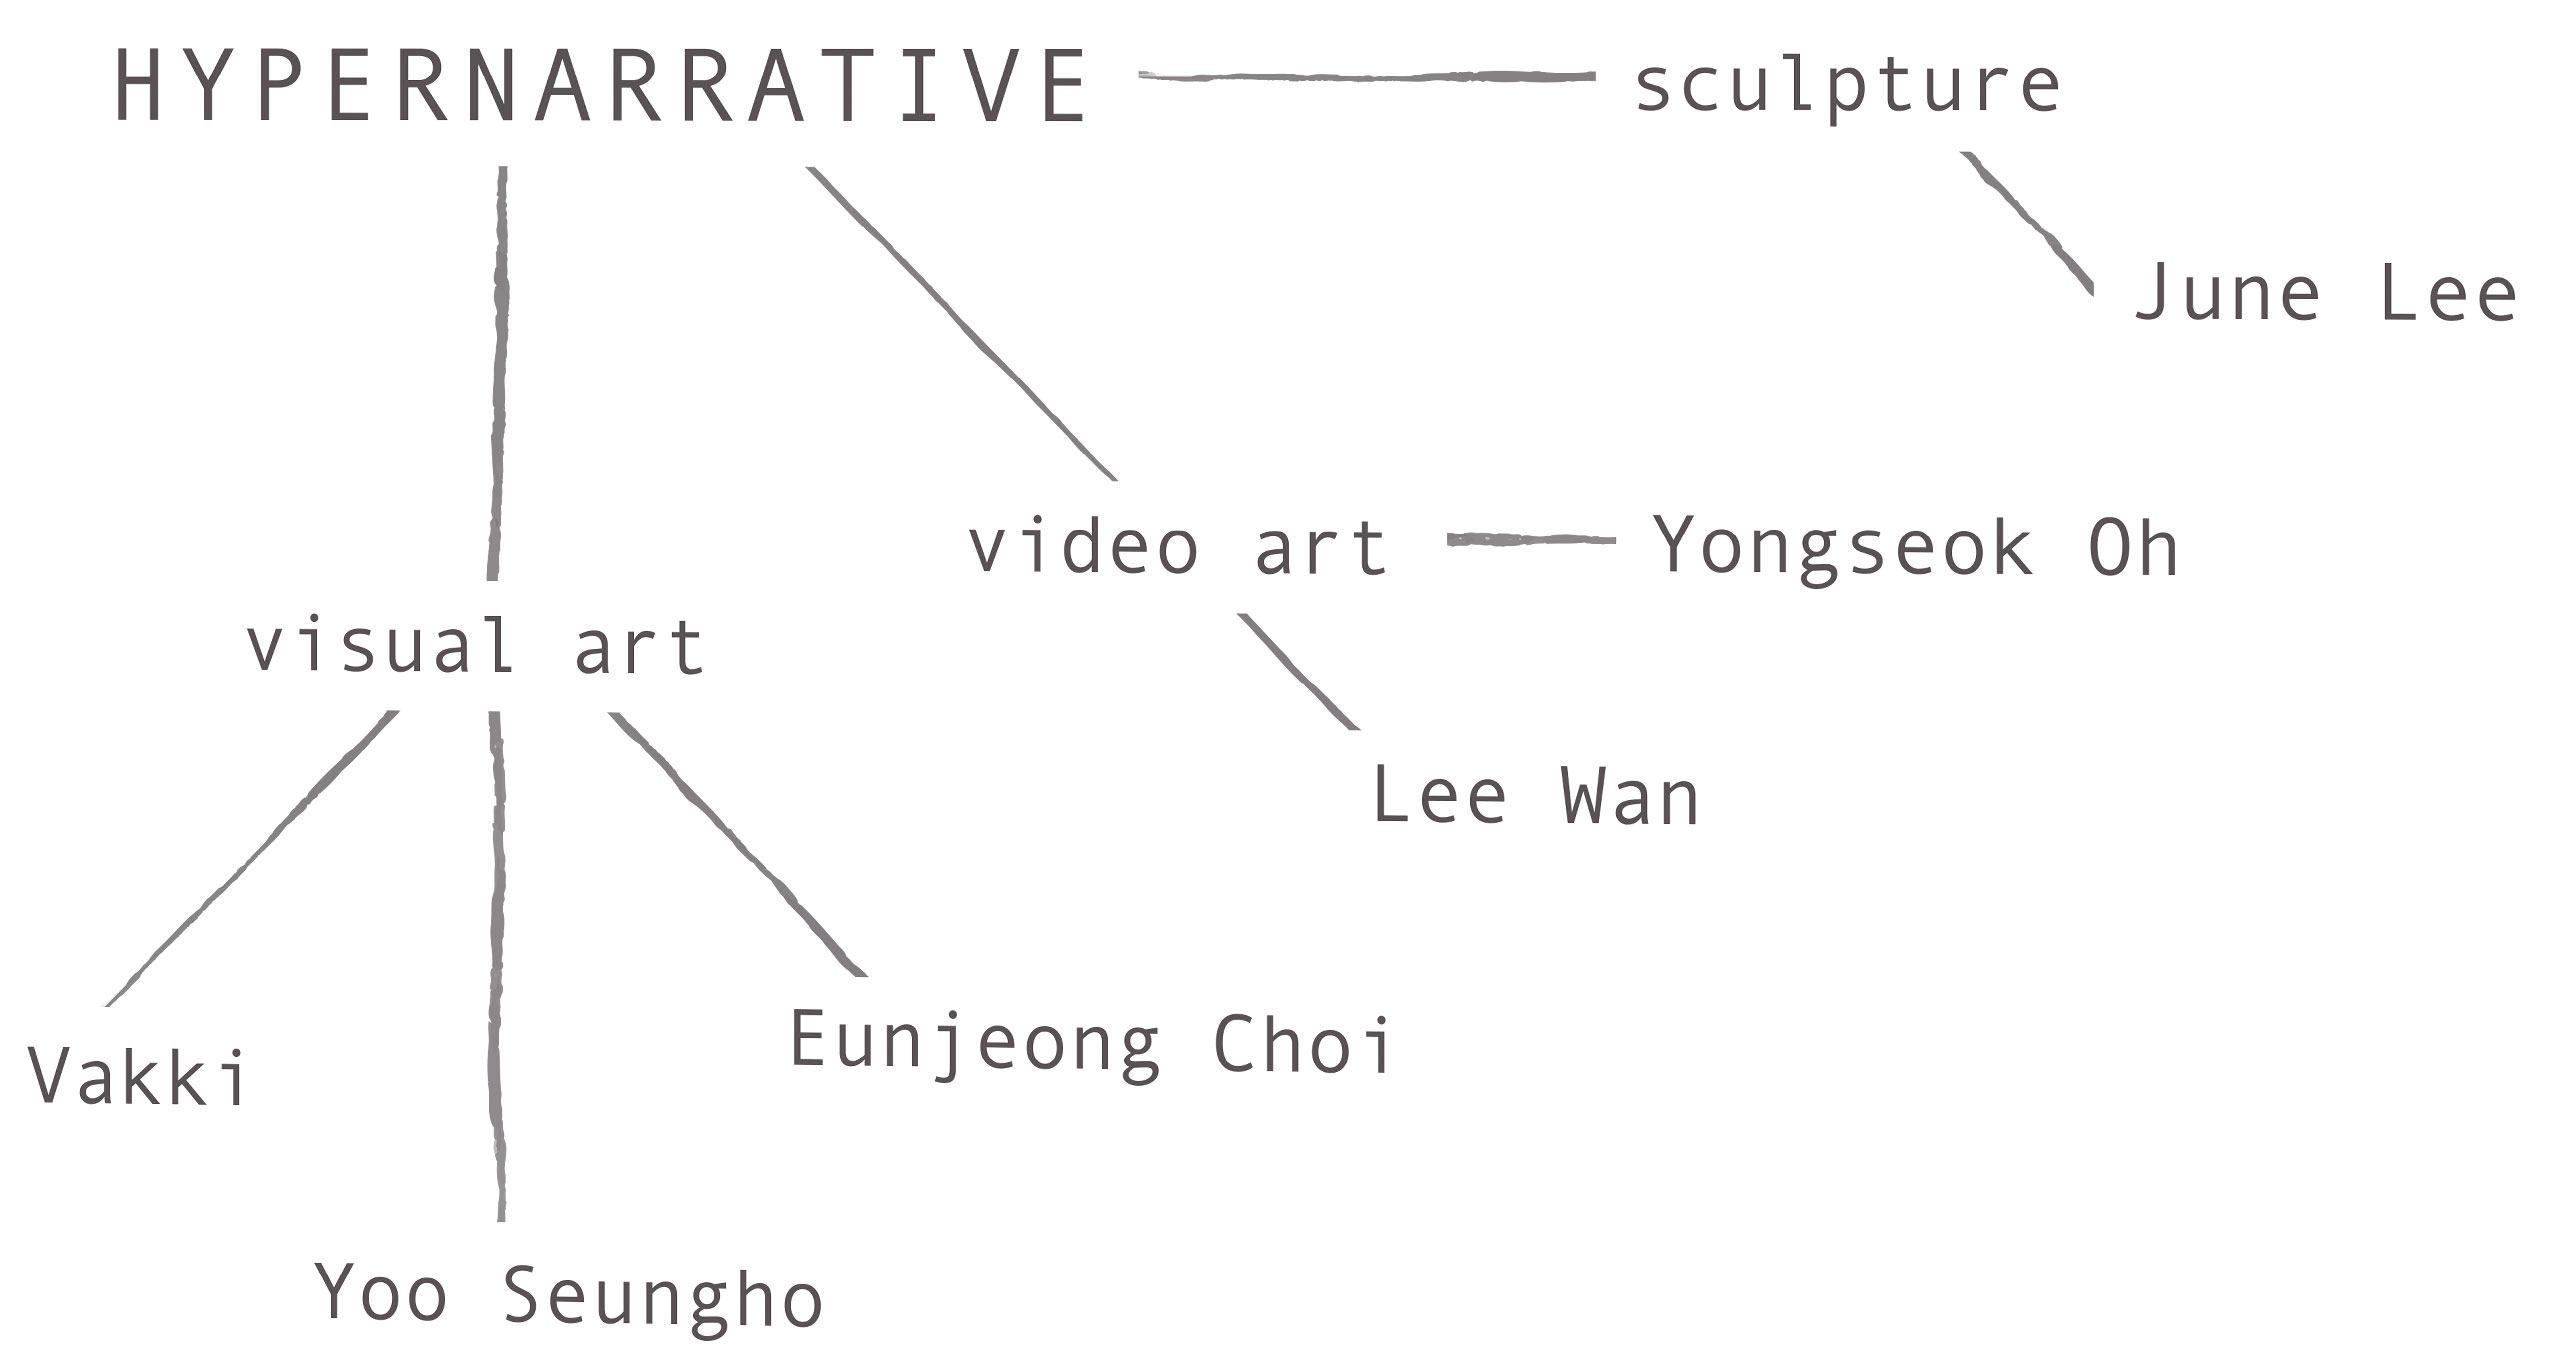 HYPERNARRATIVE
sculpture
June Lee
video art
Yongseok Oh
Lee Wan
visual art
Vakki
Yoo Seungho
Eunjeong Choi